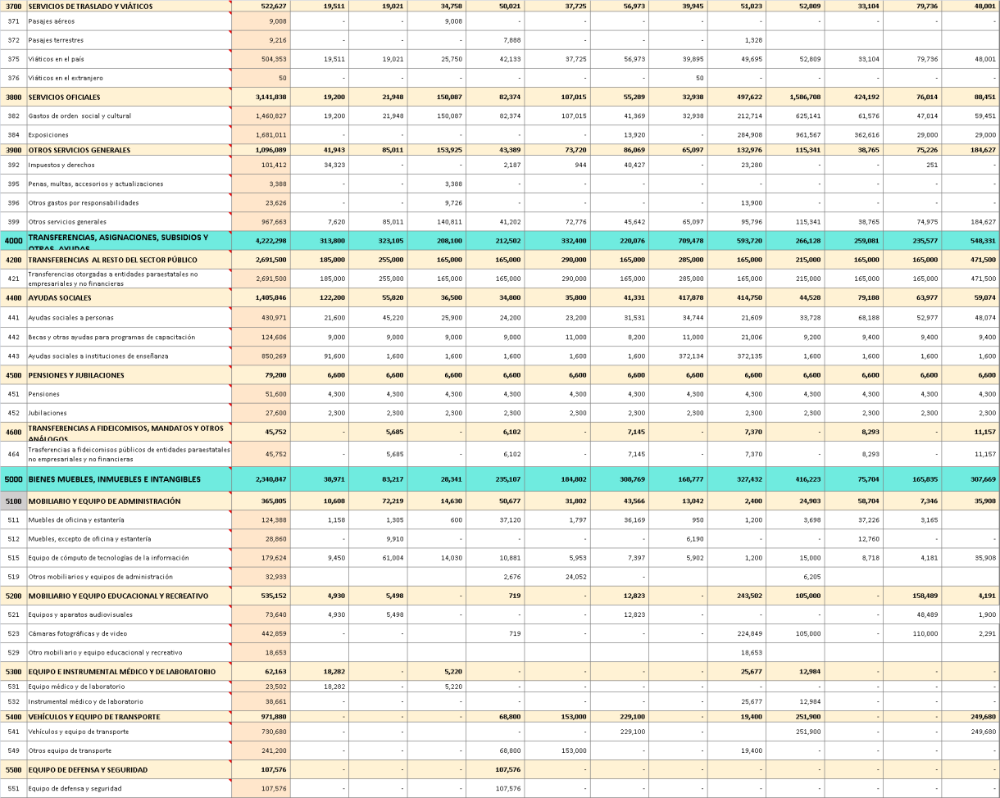 3700 SERVICIOS DE TRASLADO Y VIÁTICOS 522,627 19,511 19,021 34,758 50,021 37,725 56,973 39,945 51,023 52,809 33,104 79,736 48,001
371 Pasajes aéreos 9,008 - - 9,008 - - - - - - - - -
372 Pasajes terrestres 9,216 - - - 7,888 - - - 1,328
375 Viáticos en el país 504,353 19,511 19,021 25,750 42,133 37,725 56,973 39,895 49,695 52,809 33,104 79,736 48,001
376 Viáticos en el extranjero 50 - - - - - - 50 - - - - -
3800 SERVICIOS OFICIALES 3,141,838 19,200 21,948 150,087 82,374 107,015 55,289 32,938 497,622 1,586,708 424,192 76,014 88,451
382 Gastos de orden social y cultural 1,460,827 19,200 21,948 150,087 82,374 107,015 41,369 32,938 212,714 625,141 61,576 47,014 59,451
384 Exposiciones 1,681,011 - - - - - 13,920 - 284,908 961,567 362,616 29,000 29,000
3900 OTROS SERVICIOS GENERALES 1,096,089 41,943 85,011 153,925 43,389 73,720 86,069 65,097 132,976 115,341 38,765 75,226 184,627
392 Impuestos y derechos 101,412 34,323 - - 2,187 944 40,427 - 23,280 - - 251 -
395 Penas, multas, accesorios y actualizaciones 3,388 - - 3,388 - - - - - - - - -
396 Otros gastos por responsabilidades 23,626 - - 9,726 - - - - 13,900 - - - -
399 Otros servicios generales 967,663 7,620 85,011 140,811 41,202 72,776 45,642 65,097 95,796 115,341 38,765 74,975 184,627
4000 TRANSFERENCIAS, ASIGNACIONES, SUBSIDIOS Y
OTRAS AYUDAS 4,222,298 313,800 323,105 208,100 212,502 332,400 220,076 709,478 593,720 266,128 259,081 235,577 548,331
4200 TRANSFERENCIAS AL RESTO DEL SECTOR PÚBLICO 2,691,500 185,000 255,000 165,000 165,000 290,000 165,000 285,000 165,000 215,000 165,000 165,000 471,500
421 Transferencias otorgadas a entidades paraestatales no
empresariales y no financieras 2,691,500 185,000 255,000 165,000 165,000 290,000 165,000 285,000 165,000 215,000 165,000 165,000 471,500
4400 AYUDAS SOCIALES 1,405,846 122,200 55,820 36,500 34,800 35,800 41,331 417,878 414,750 44,528 79,188 63,977 59,074
441 Ayudas sociales a personas 430,971 21,600 45,220 25,900 24,200 23,200 31,531 34,744 21,609 33,728 68,188 52,977 48,074
442 Becas y otras ayudas para programas de capacitación 124,606 9,000 9,000 9,000 9,000 11,000 8,200 11,000 21,006 9,200 9,400 9,400 9,400
443 Ayudas sociales a instituciones de enseñanza 850,269 91,600 1,600 1,600 1,600 1,600 1,600 372,134 372,135 1,600 1,600 1,600 1,600
4500 PENSIONES Y JUBILACIONES 79,200 6,600 6,600 6,600 6,600 6,600 6,600 6,600 6,600 6,600 6,600 6,600 6,600
451 Pensiones 51,600 4,300 4,300 4,300 4,300 4,300 4,300 4,300 4,300 4,300 4,300 4,300 4,300
452 Jubilaciones 27,600 2,300 2,300 2,300 2,300 2,300 2,300 2,300 2,300 2,300 2,300 2,300 2,300
4600 TRANSFERENCIAS A FIDEICOMISOS, MANDATOS Y OTROS
ANÁLOGOS 45,752 - 5,685 - 6,102 - 7,145 - 7,370 - 8,293 - 11,157
464 Trasferencias a fideicomisos públicos de entidades paraestatales
no empresariales y no financieras 45,752 - 5,685 - 6,102 - 7,145 - 7,370 - 8,293 - 11,157
5000 BIENES MUEBLES, INMUEBLES E INTANGIBLES 2,340,847 38,971 83,217 28,341 235,107 184,802 308,769 168,777 327,432 416,223 75,704 165,835 307,669
5100 MOBILIARIO Y EQUIPO DE ADMINISTRACIÓN 365,805 10,608 72,219 14,630 50,677 31,802 43,566 13,042 2,400 24,903 58,704 7,346 35,908
511 Muebles de oficina y estantería 124,388 1,158 1,305 600 37,120 1,797 36,169 950 1,200 3,698 37,226 3,165
512 Muebles, excepto de oficina y estantería 28,860 - 9,910 - - - - 6,190 - - 12,760 - -
515 Equipo de cómputo de tecnologías de la información 179,624 9,450 61,004 14,030 10,881 5,953 7,397 5,902 1,200 15,000 8,718 4,181 35,908
519 Otros mobiliarios y equipos de administración 32,933 2,676 24,052 - 6,205
5200 MOBILIARIO Y EQUIPO EDUCACIONAL Y RECREATIVO 535,152 4,930 5,498 - 719 - 12,823 - 243,502 105,000 - 158,489 4,191
521 Equipos y aparatos audiovisuales 73,640 4,930 5,498 - - - 12,823 - - - - 48,489 1,900
523 Cámaras fotográficas y de video 442,859 - - - 719 - - - 224,849 105,000 - 110,000 2,291
529 Otro mobiliario y equipo educacional y recreativo 18,653 18,653
5300 EQUIPO E INSTRUMENTAL MÉDICO Y DE LABORATORIO 62,163 18,282 - 5,220 - - - - 25,677 12,984 - - -
531 Equipo médico y de laboratorio 23,502 18,282 - 5,220 - - - - - - - - -
532 Instrumental médico y de laboratorio 38,661 - - - - - - - 25,677 12,984 - - -
5400 VEHÍCULOS Y EQUIPO DE TRANSPORTE 971,880 - - - 68,800 153,000 229,100 - 19,400 251,900 - - 249,680
541 Vehículos y equipo de transporte 730,680 - - - - - 229,100 - - 251,900 - - 249,680
549 Otros equipo de transporte 241,200 - - - 68,800 153,000 - - 19,400 - - - -
5500 EQUIPO DE DEFENSA Y SEGURIDAD 107,576 - - - 107,576 - - - - - - - -
551 Equipo de defensa y seguridad 107,576 - - - 107,576 - - - - - - - -